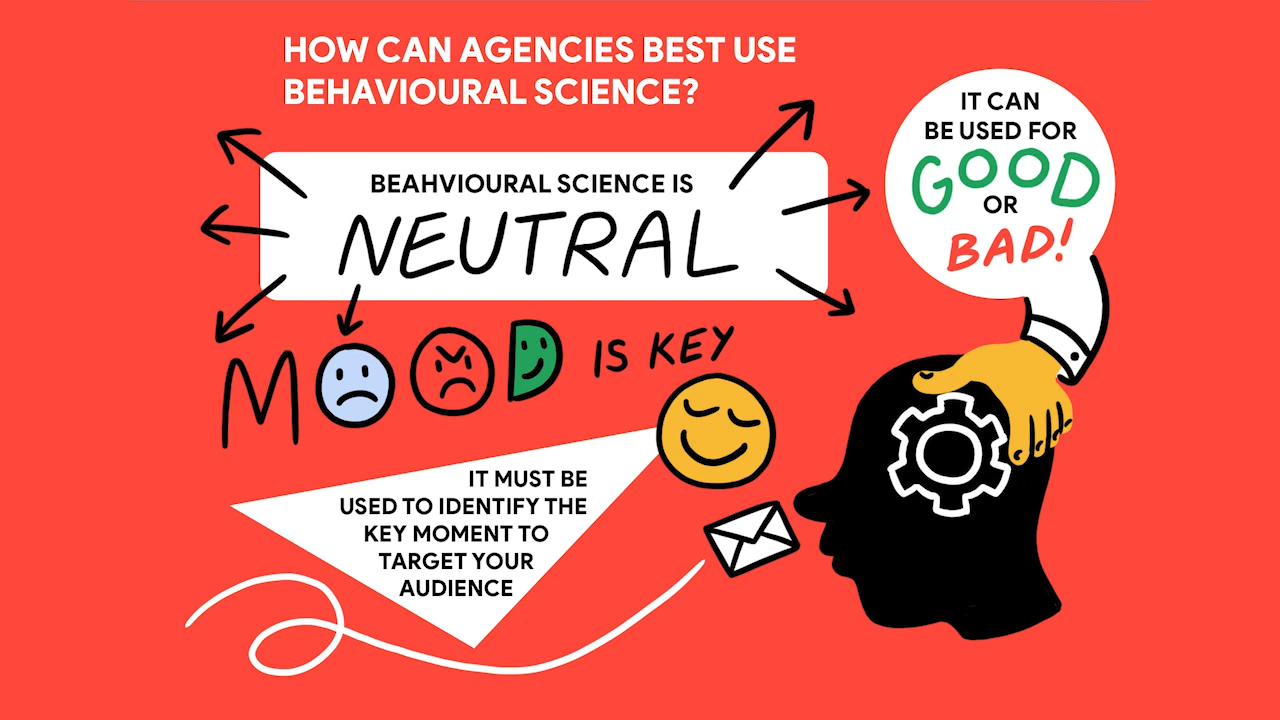 HOW CAN AGENCIES BEST USE
BEHAVIOURAL SCIENCE?
BEAHVIOURAL SCIENCE IS
NEUTRAL
IT CAN
BE USED FOR
GOOD
OR
BAD!
MOOD IS KEY
IT MUST BE
USED TO IDENTIFY THE
KEY MOMENT TO
TARGET YOUR
AUDIENCE